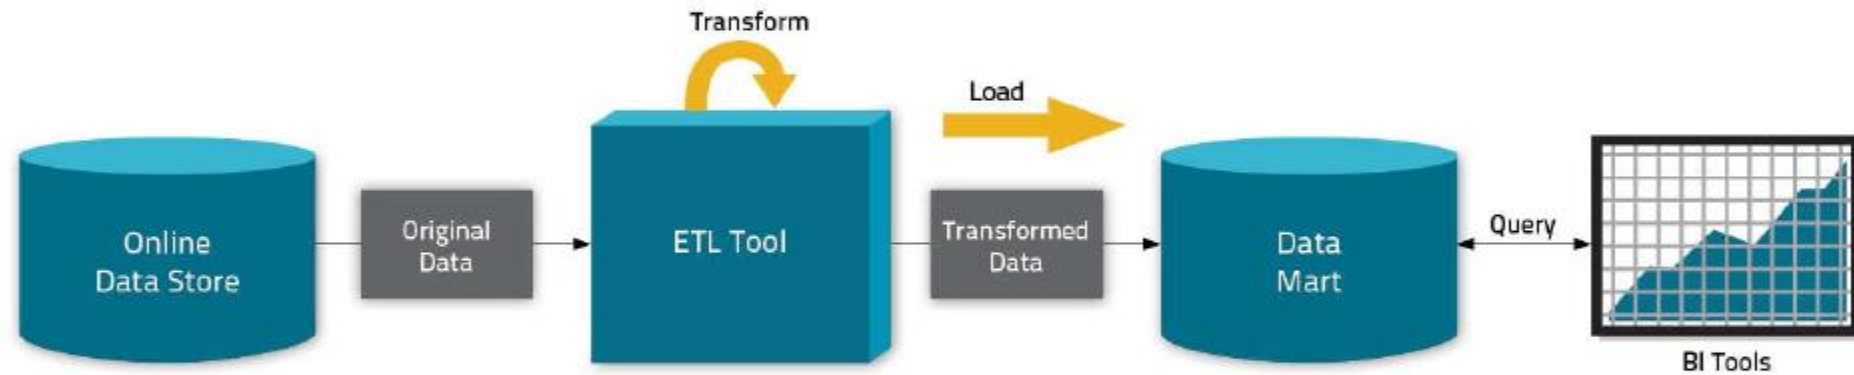 Transform
Load
Online
Data Store
Original
Data
ETL Tool
Transformed
Data
Data
Mart
Query
BI Tools